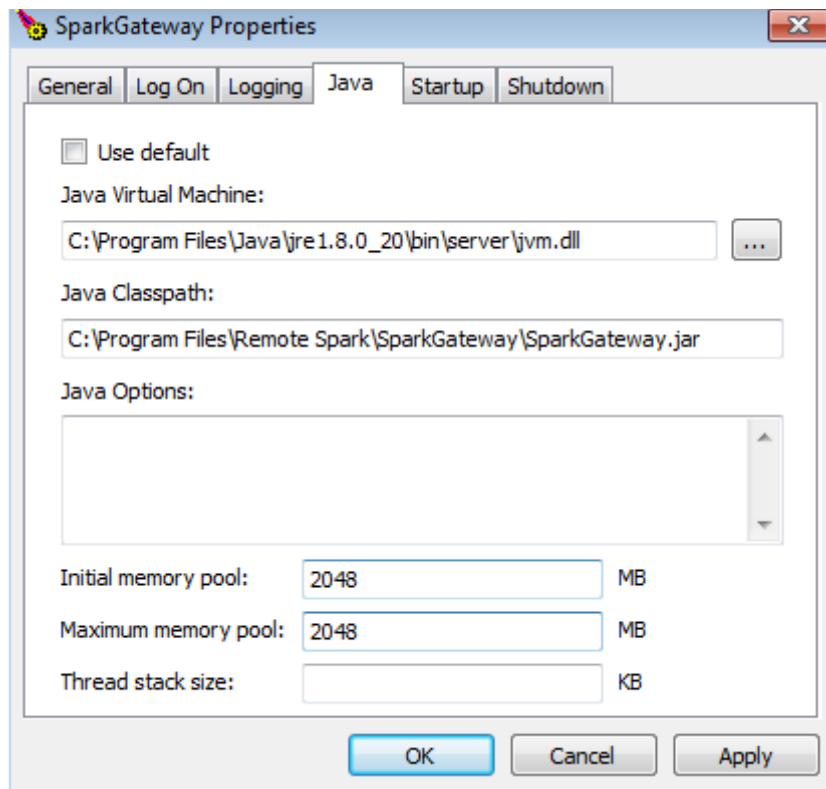 SparkGateway Properties
General Log On Logging Java Startup Shutdown
Use default
Java Virtual Machine:
C:\Program Files\Java\jre1.8.0_20\bin\server\jvm.dll ...
Java Classpath:
C:\Program Files\Remote Spark\SparkGateway\SparkGateway.jar
Java Options:
Initial memory pool: 2048 MB
Maximum memory pool: 2048 MB
Thread stack size: KB
OK Cancel Apply